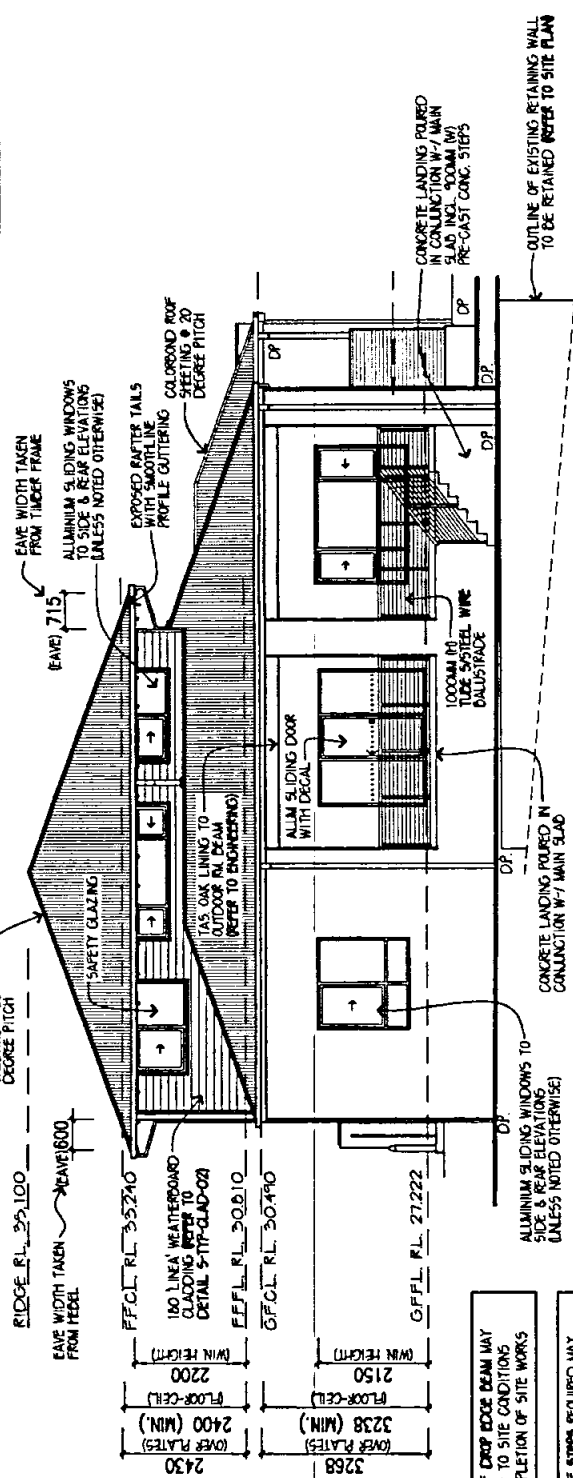 DEGREE PITCH
RIDGE RL. 35,100
EAVE WIDTH TAKEN
FROM HEBEL
(EAVE)600
F.F.C.L. RL. 33,240
180 'LINEA' WEATHERBOARD
CLADDING (REFER TO
DETAIL S-TYP-CLAD-02)
F.F.F.L. RL. 30,810
G.F.C.L. RL. 30,490
G.F.F.L. RL. 27,222
2430
(OVER PLATES)
2400 (MIN.)
(FLOOR-CEIL)
2200
(WIN HEIGHT)
3268
(OVER PLATES)
3238 (MIN.)
(FLOOR-CEIL)
2150
(WIN HEIGHT)
SAFETY GLAZING
EAVE WIDTH TAKEN
FROM TIMBER FRAME
(EAVE) 715
ALUMINIUM SLIDING WINDOWS
TO SIDE & REAR ELEVATIONS
(UNLESS NOTED OTHERWISE)
EXPOSED RAFTER TAILS
WITH SMOOTHLINE
PROFILE GUTTERING
COLORBOND ROOF
SHEETING @ 20
DEGREE PITCH
TAS. OAK LINING TO
OUTDOOR RM. BEAM
(REFER TO ENGINEERING)
ALUM SLIDING DOOR
WITH DECAL
1000MM (H)
TUBE S/STEEL WIRE
BALUSTRADE
CONCRETE LANDING POURED
IN CONJUNCTION W-/ MAIN
SLAB INCL. 900MM (W)
PRE-CAST CONC. STEPS
OUTLINE OF EXISTING RETAINING WALL
TO BE RETAINED (REFER TO SITE PLAN)
DP
DP
D.P.
D.P.
D.P.
D.P.
CONCRETE LANDING POURED IN
CONJUNCTION W-/ MAIN SLAB
ALUMINIUM SLIDING WINDOWS TO
SIDE & REAR ELEVATIONS
(UNLESS NOTED OTHERWISE)
DROP EDGE BEAM MAY
TO SITE CONDITIONS
PLETION OF SITE WORKS
STEPS REQUIRED MAY